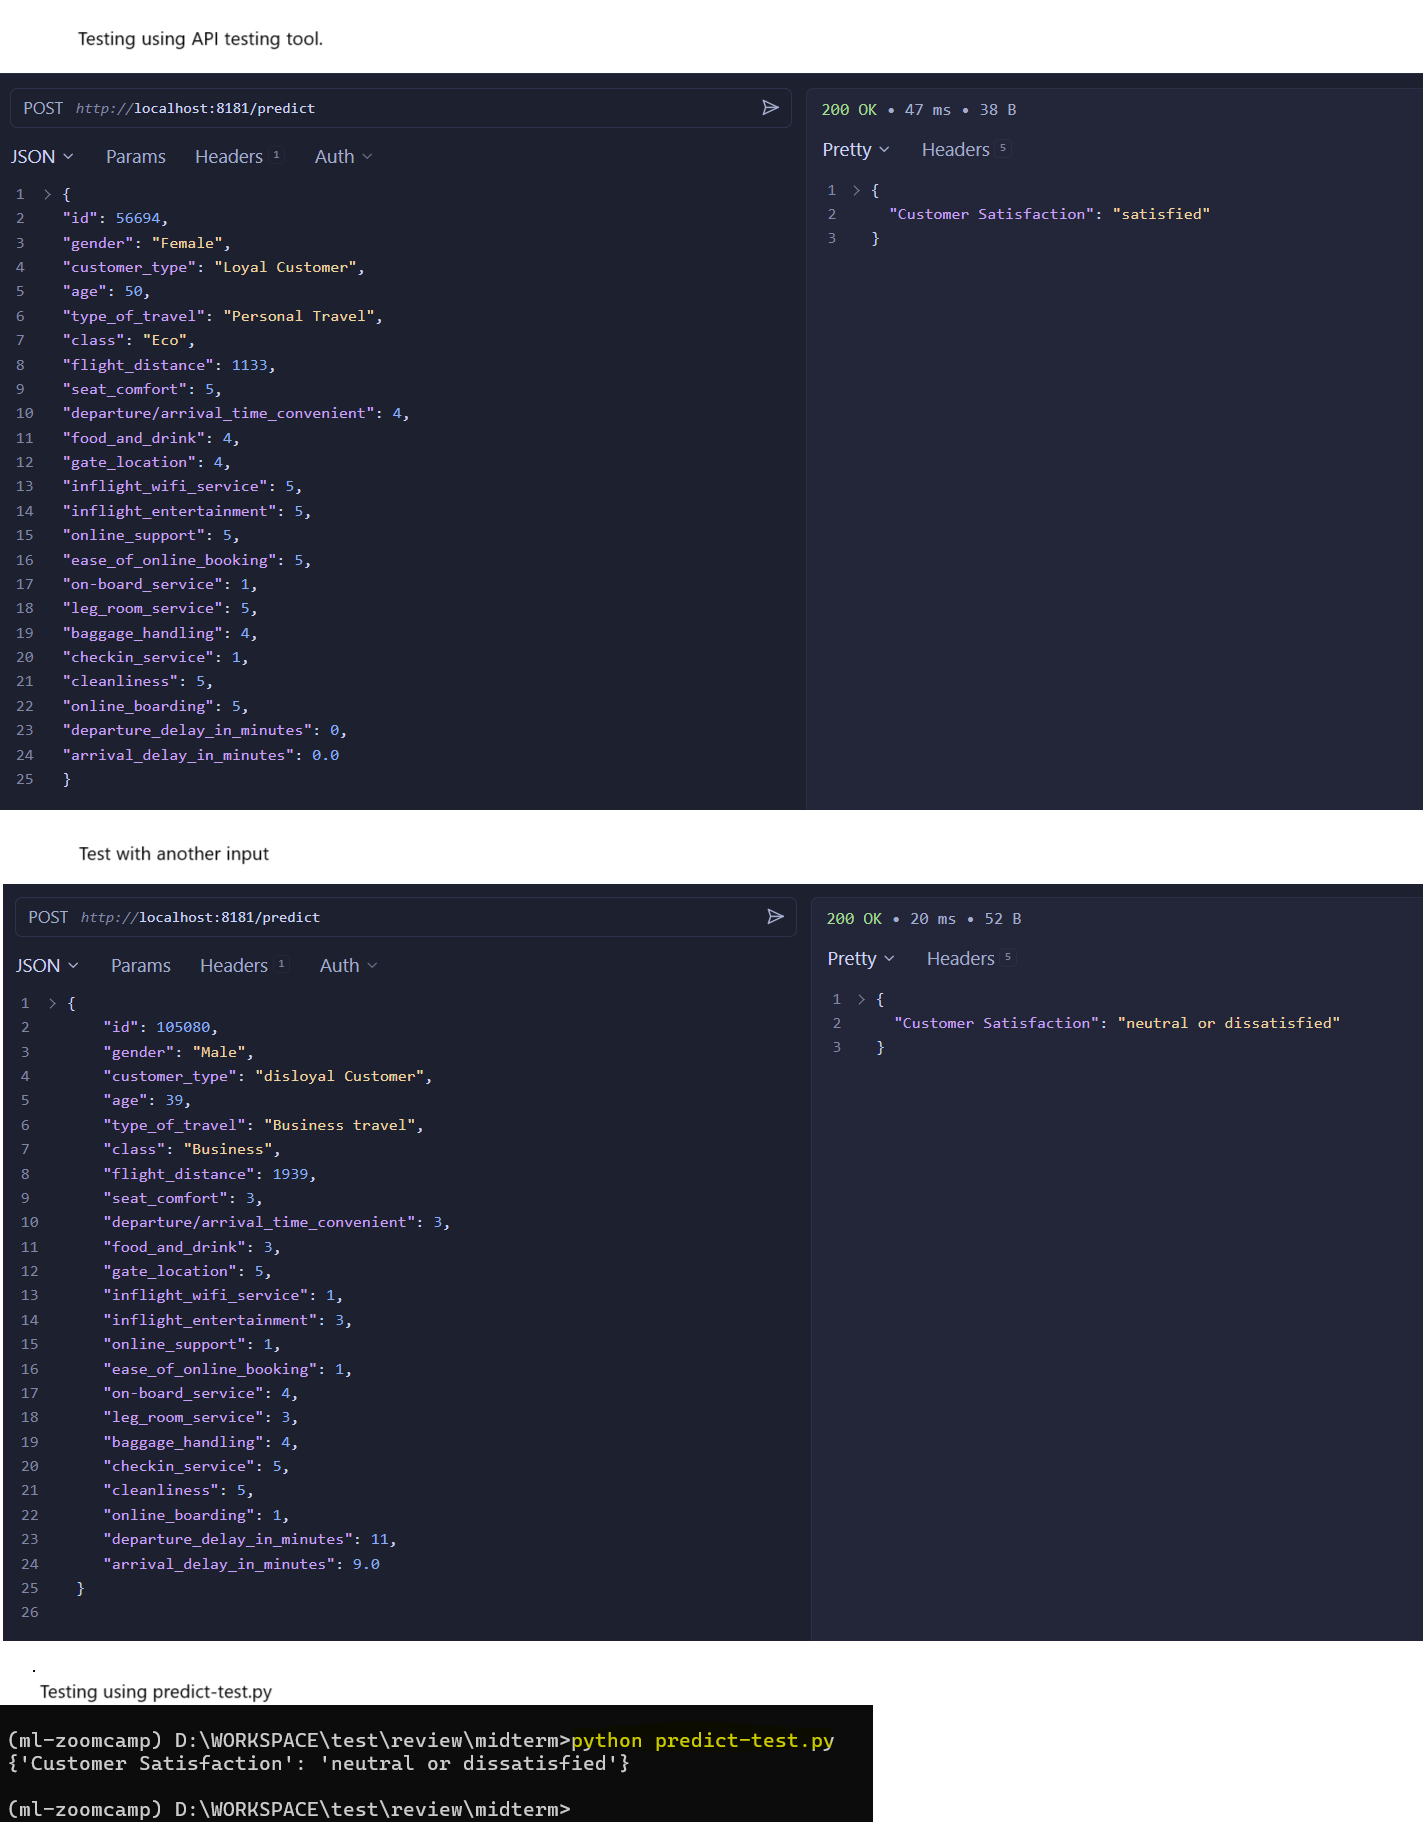 Testing using API testing tool.
POST http://localhost:8181/predict
JSON Params Headers 1 Auth
1 {
2 "id": 56694,
3 "gender": "Female",
4 "customer_type": "Loyal Customer",
5 "age": 50,
6 "type_of_travel": "Personal Travel",
7 "class": "Eco",
8 "flight_distance": 1133,
9 "seat_comfort": 5,
10 "departure/arrival_time_convenient": 4,
11 "food_and_drink": 4,
12 "gate_location": 4,
13 "inflight_wifi_service": 5,
14 "inflight_entertainment": 5,
15 "online_support": 5,
16 "ease_of_online_booking": 5,
17 "on-board_service": 1,
18 "leg_room_service": 5,
19 "baggage_handling": 4,
20 "checkin_service": 1,
21 "cleanliness": 5,
22 "online_boarding": 5,
23 "departure_delay_in_minutes": 0,
24 "arrival_delay_in_minutes": 0.0
25 }
200 OK • 47 ms • 38 B
Pretty Headers 5
1 {
2 "Customer Satisfaction": "satisfied"
3 }
Test with another input
POST http://localhost:8181/predict
JSON Params Headers 1 Auth
1 {
2 "id": 105080,
3 "gender": "Male",
4 "customer_type": "disloyal Customer",
5 "age": 39,
6 "type_of_travel": "Business travel",
7 "class": "Business",
8 "flight_distance": 1939,
9 "seat_comfort": 3,
10 "departure/arrival_time_convenient": 3,
11 "food_and_drink": 3,
12 "gate_location": 5,
13 "inflight_wifi_service": 1,
14 "inflight_entertainment": 3,
15 "online_support": 1,
16 "ease_of_online_booking": 1,
17 "on-board_service": 4,
18 "leg_room_service": 3,
19 "baggage_handling": 4,
20 "checkin_service": 5,
21 "cleanliness": 5,
22 "online_boarding": 1,
23 "departure_delay_in_minutes": 11,
24 "arrival_delay_in_minutes": 9.0
25 }
26
200 OK • 20 ms • 52 B
Pretty Headers 5
1 {
2 "Customer Satisfaction": "neutral or dissatisfied"
3 }
.
Testing using predict-test.py
(ml-zoomcamp) D:\WORKSPACE\test\review\midterm>python predict-test.py
{'Customer Satisfaction': 'neutral or dissatisfied'}
(ml-zoomcamp) D:\WORKSPACE\test\review\midterm>